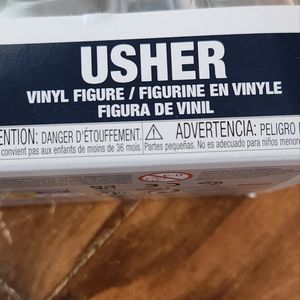 USHER
VINYL FIGURE / FIGURINE EN VINYLE
FIGURA DE VINIL
ENTION: DANGER D'ÉTOUFFEMENT. ADVERTENCIA: PELIGRO
convient pas aux enfants de moins de 36 mois. Partes pequeñas. No es adecuado para niños menore